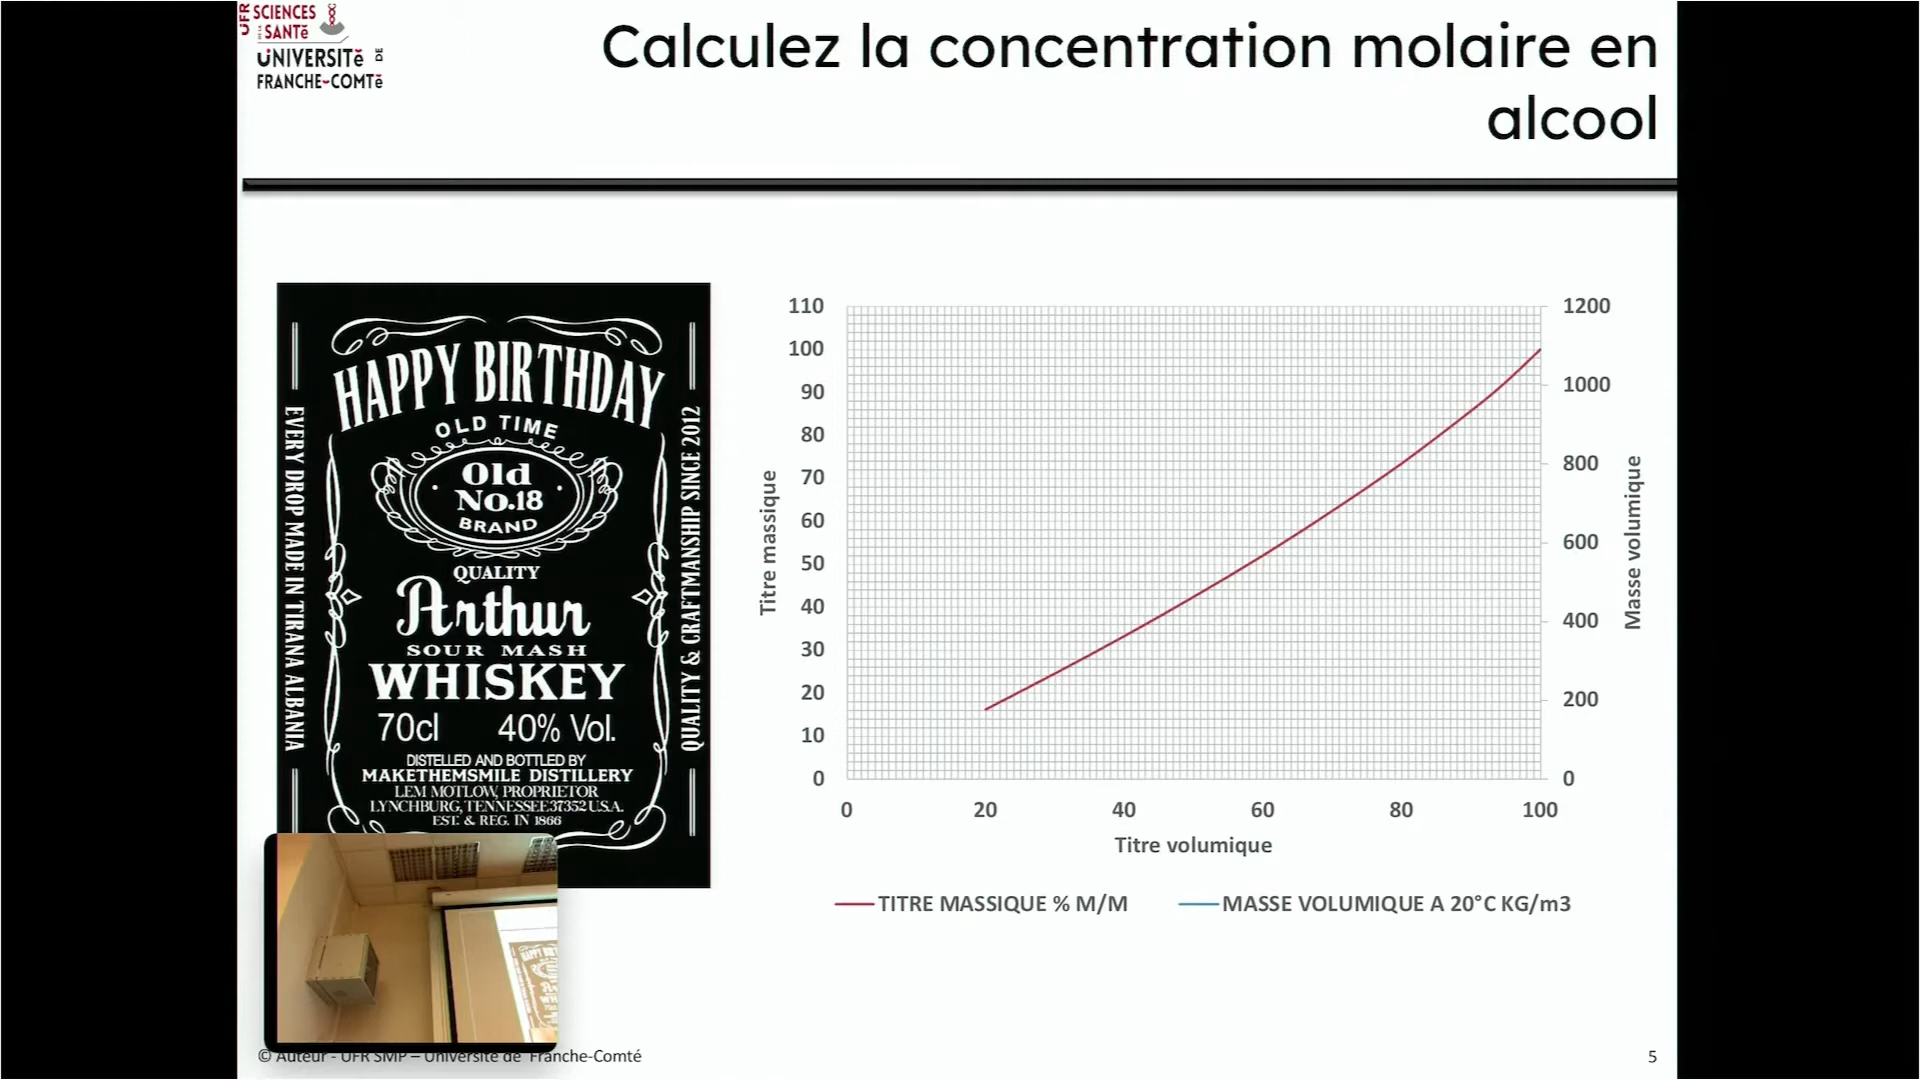 UFR
SCIENCES
DE LA SANTé
UNIVERSITé DE
FRANCHE-COMTé
Calculez la concentration molaire en
alcool
HAPPY BIRTHDAY
OLD TIME
Old
No.18
BRAND
QUALITY
Arthur
SOUR MASH
WHISKEY
70cl 40% Vol.
DISTELLED AND BOTTLED BY
MAKETHEMSMILE DISTILLERY
LEM MOTLOW, PROPRIETOR
LYNCHBURG, TENNESSEE 37352 U.S.A.
EST. & REG. IN 1866
EVERY DROP MADE IN TIRANA ALBANIA
QUALITY & CRAFTMANSHIP SINCE 2012
Titre massique
110
100
90
80
70
60
50
40
30
20
10
0
1200
1000
800
600
400
200
0
Masse volumique
0 20 40 60 80 100
Titre volumique
TITRE MASSIQUE % M/M MASSE VOLUMIQUE A 20°C KG/m3
© Auteur - UFR SMP – Université de Franche-Comté
5